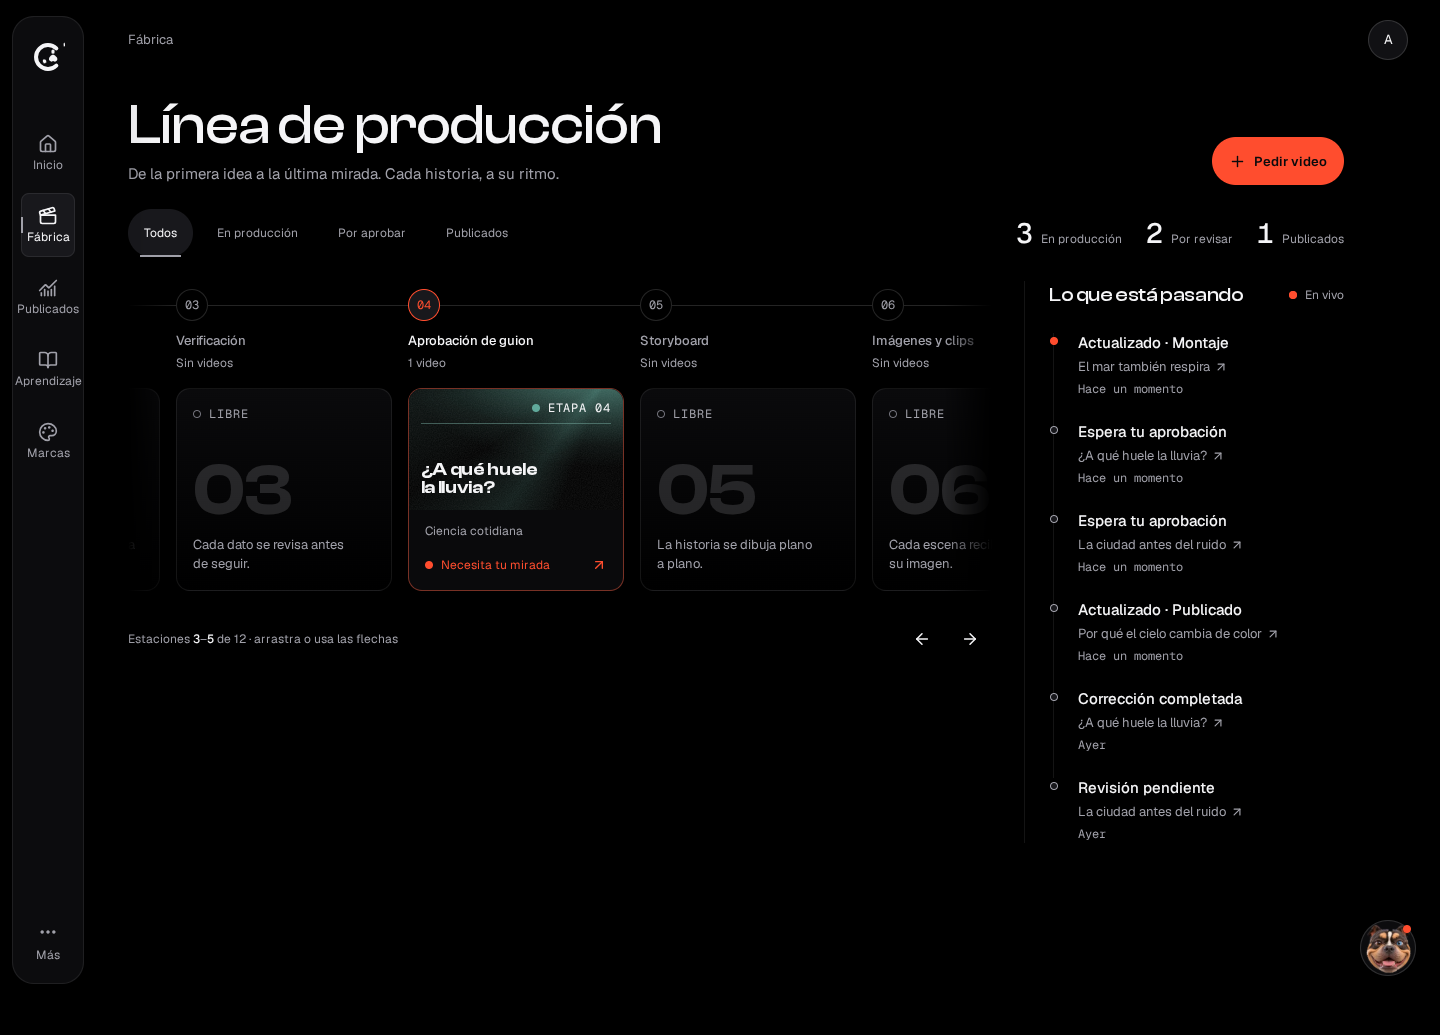 Fábrica
A
Inicio
Fábrica
Publicados
Aprendizaje
Marcas
Más
Línea de producción
De la primera idea a la última mirada. Cada historia, a su ritmo.
+ Pedir video
Todos
En producción
Por aprobar
Publicados
3 En producción
2 Por revisar
1 Publicados
03
Verificación
Sin videos
LIBRE
03
Cada dato se revisa antes
de seguir.
04
Aprobación de guion
1 video
ETAPA 04
¿A qué huele
la lluvia?
Ciencia cotidiana
Necesita tu mirada
05
Storyboard
Sin videos
LIBRE
05
La historia se dibuja plano
a plano.
06
Imágenes y clips
Sin videos
LIBRE
06
Cada escena
su imagen.
Estaciones 3–5 de 12 · arrastra o usa las flechas
Lo que está pasando
En vivo
Actualizado · Montaje
El mar también respira
Hace un momento
Espera tu aprobación
¿A qué huele la lluvia?
Hace un momento
Espera tu aprobación
La ciudad antes del ruido
Hace un momento
Actualizado · Publicado
Por qué el cielo cambia de color
Hace un momento
Corrección completada
¿A qué huele la lluvia?
Ayer
Revisión pendiente
La ciudad antes del ruido
Ayer